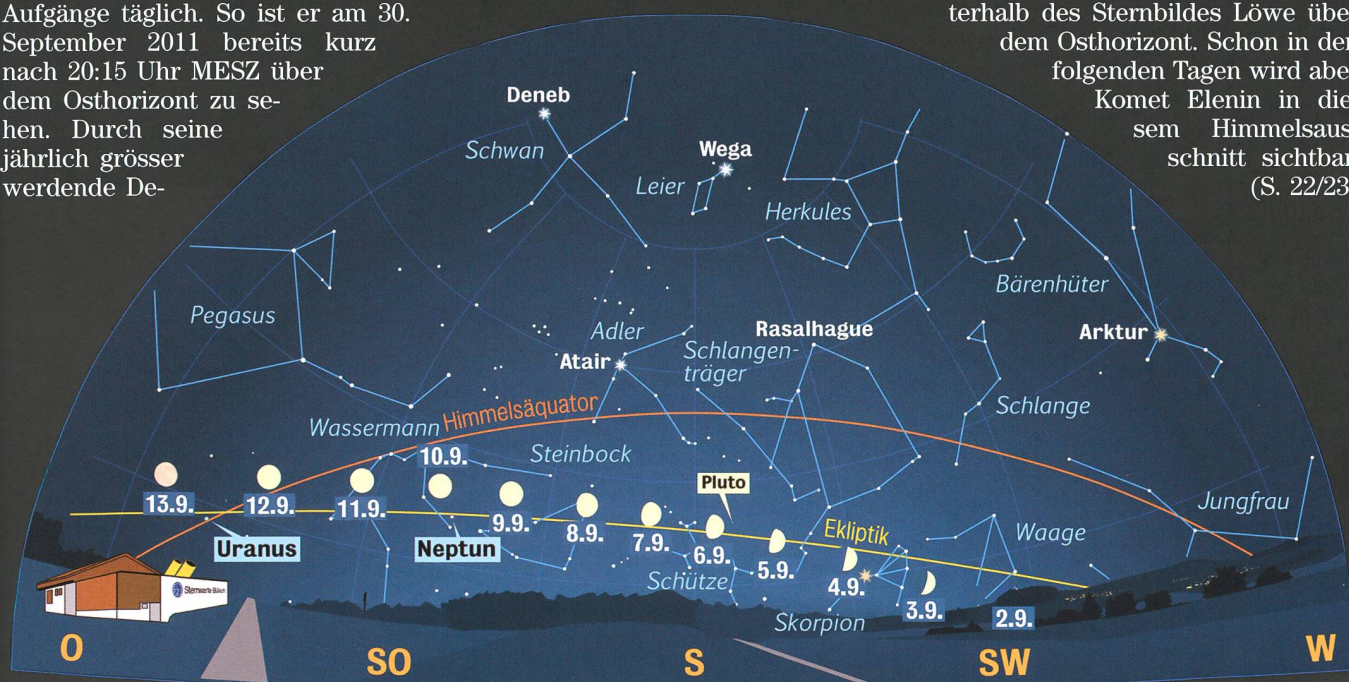 Aufgänge täglich. So ist er am 30.
September 2011 bereits kurz
nach 20:15 Uhr MESZ über
dem Osthorizont zu se-
hen. Durch seine
jährlich grösser
werdende De-
terhalb des Sternbildes Löwe übe
dem Osthorizont. Schon in der
folgenden Tagen wird abe
Komet Elenin in die
sem Himmelsaus
schnitt sichtbar
(S. 22/23
Deneb
Schwan
Wega
Leier
Herkules
Bärenhüter
Pegasus
Adler
Rasalhague
Arktur
Atair
Schlangen-
träger
Schlange
Himmelsäquator
Wassermann
10.9.
Steinbock
Pluto
13.9.
12.9.
11.9.
9.9.
8.9.
7.9.
6.9.
5.9.
4.9.
3.9.
2.9.
Ekliptik
Waage
Jungfrau
Uranus
Neptun
Schütze
Skorpion
Sternwarte Bülach
O
SO
S
SW
W